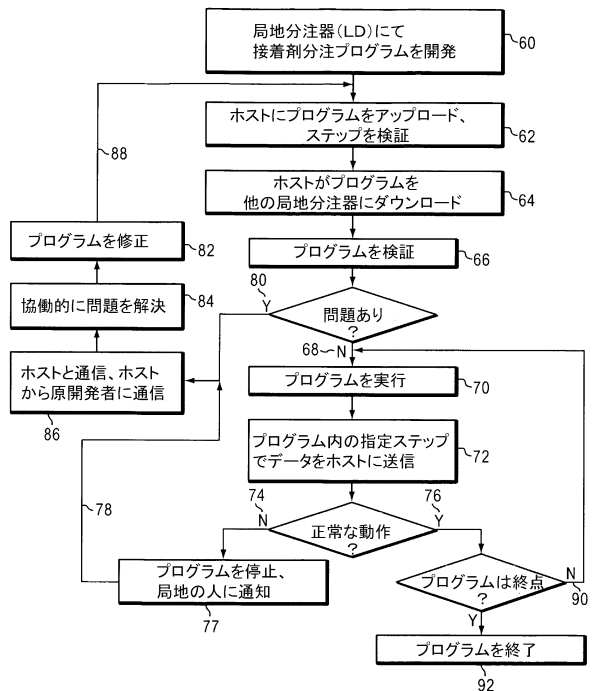 局地分注器(LD)にて
接着剤分注プログラムを開発
60
ホストにプログラムをアップロード、
ステップを検証
62
88
ホストがプログラムを
他の局地分注器にダウンロード
64
プログラムを修正
82
プログラムを検証
66
80
Y
協働的に問題を解決
84
問題あり
?
68
N
ホストと通信、ホスト
から原開発者に通信
86
プログラムを実行
70
プログラム内の指定ステップ
でデータをホストに送信
72
78
74
N
76
Y
正常な動作
?
プログラムを停止、
局地の人に通知
77
プログラムは終点
?
N
90
Y
プログラムを終了
92